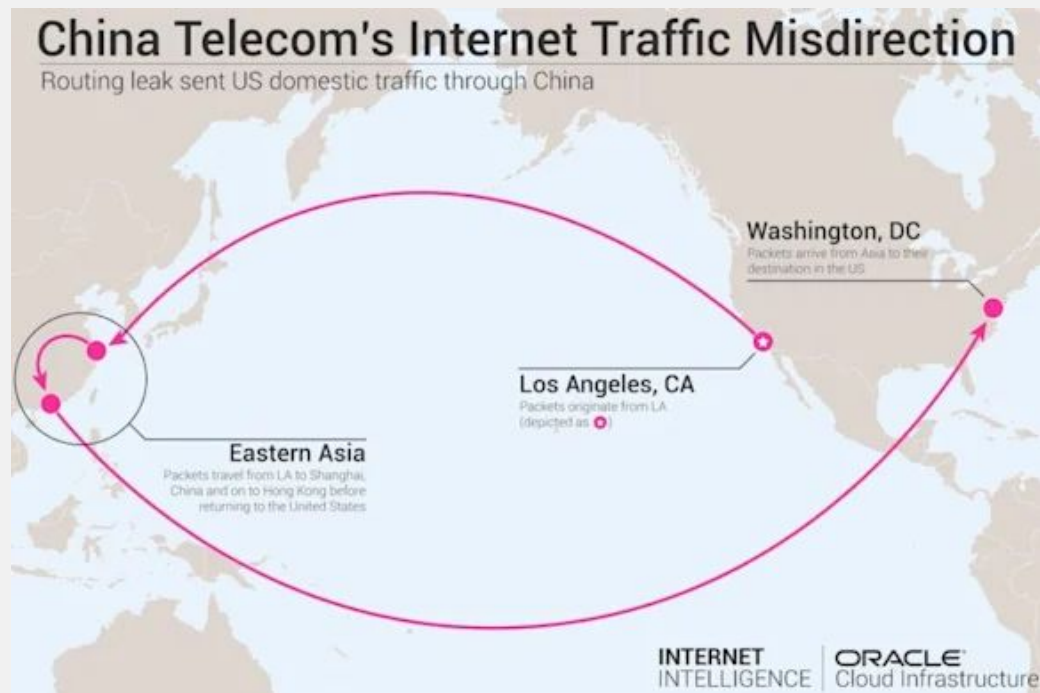 China Telecom's Internet Traffic Misdirection
Routing leak sent US domestic traffic through China
Washington, DC
Packets arrive from Asia to their
destination in the US
Los Angeles, CA
Packets originate from LA
(depicted as )
Eastern Asia
Packets travel from LA to Shanghai,
China and on to Hong Kong before
returning to the United States
INTERNET
INTELLIGENCE
ORACLE
Cloud Infrastructure